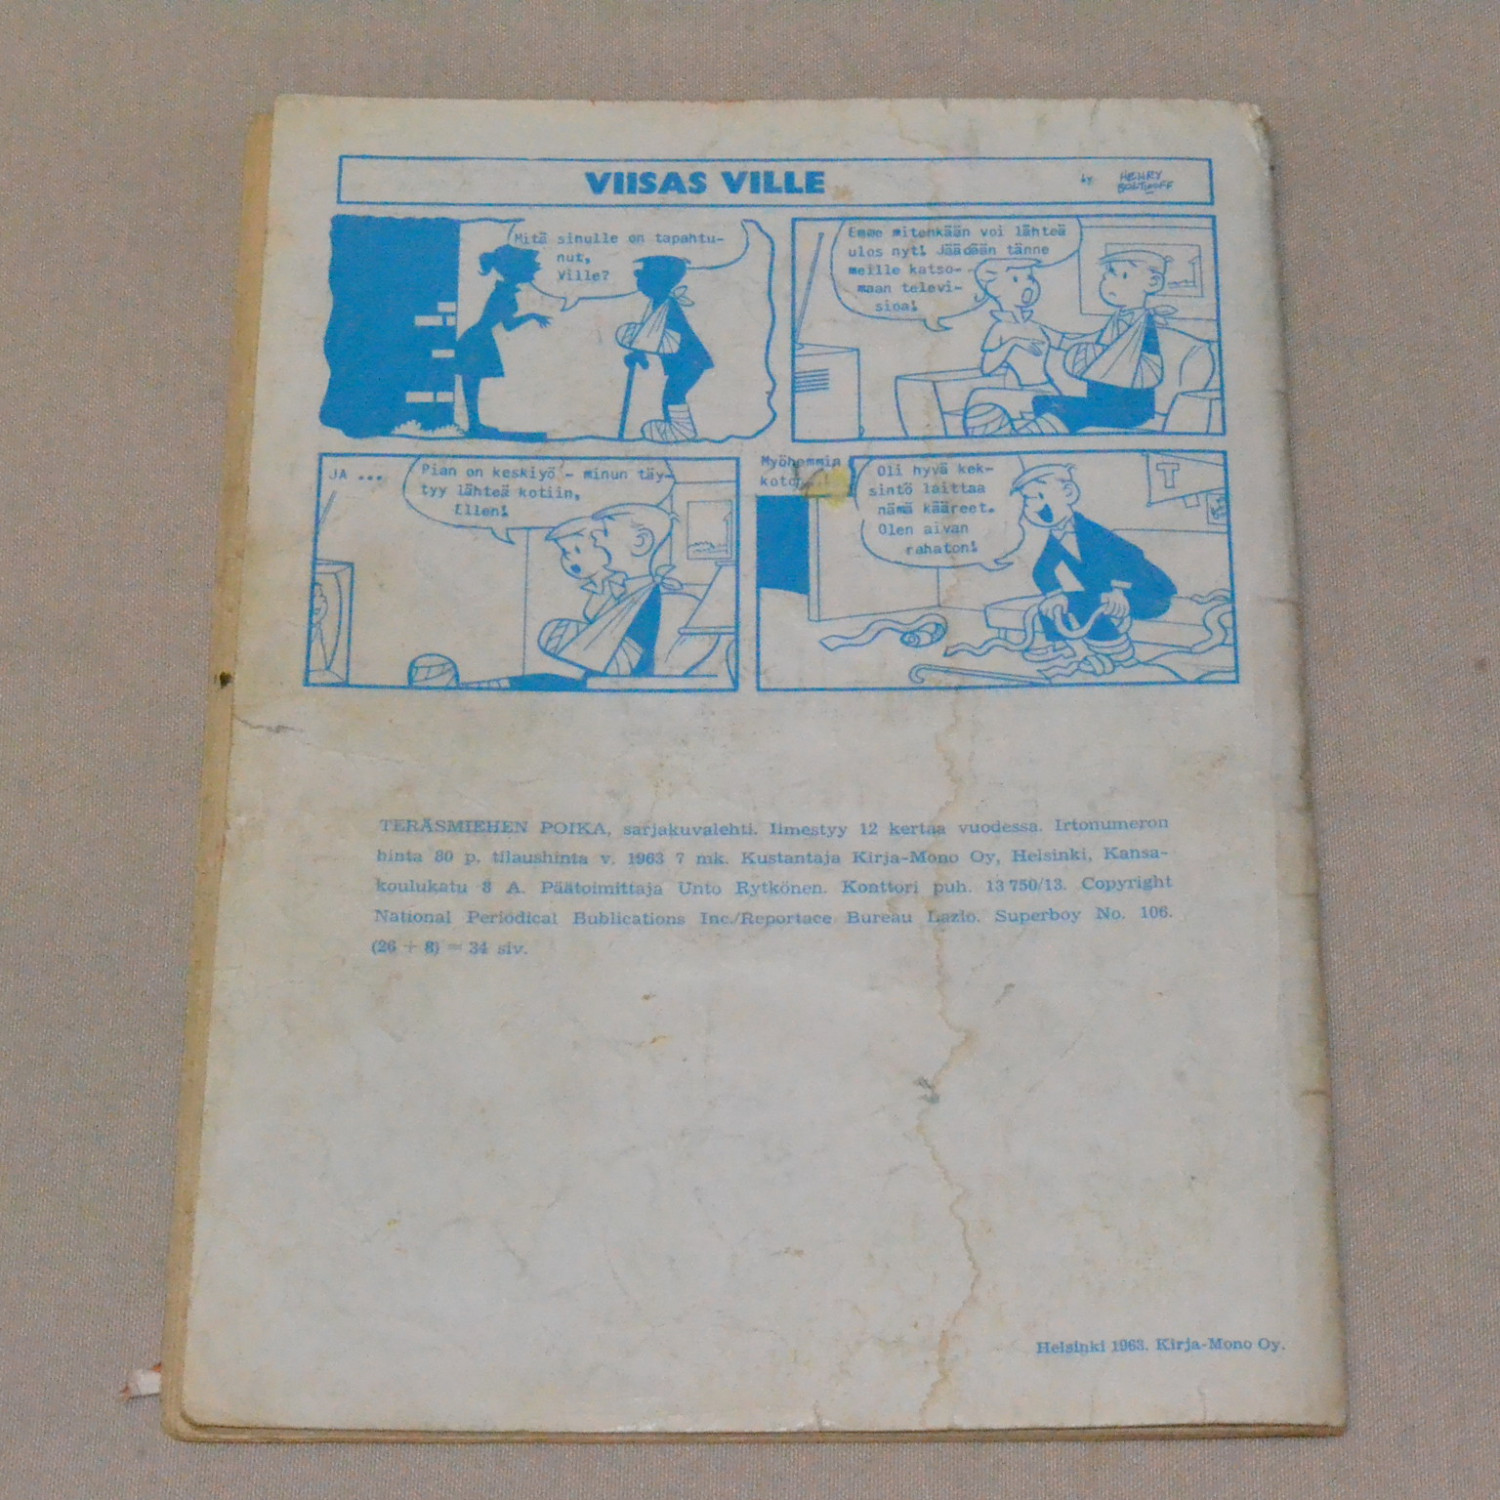 VIISAS VILLE
by HENRY BOLTINOFF
Mitä sinulle on tapahtu-
nut,
Ville?
Emme mitenkään voi lähteä
ulos nyt! Jäädään tänne
meille katso-
maan televi-
sioa!
JA ...
Pian on keskiyö - minun täy-
tyy lähteä kotiin,
Ellen!
Myöhemmin
Oli hyvä kek-
sintö laittaa
nämä kääreet.
Olen aivan
rahaton!
T
TERÄSMIEHEN POIKA, sarjakuvalehti. Ilmestyy 12 kertaa vuodessa. Irtonumeron
hinta 80 p. tilaushinta v. 1963 7 mk. Kustantaja Kirja-Mono Oy, Helsinki, Kansa-
koulukatu 8 A. Päätoimittaja Unto Rytkönen. Konttori puh. 13 750/13. Copyright
National Periodical Bublications Inc./Reportace Bureau Lazio. Superboy No. 106.
(26 + 8) = 34 siv.
Helsinki 1963. Kirja-Mono Oy.